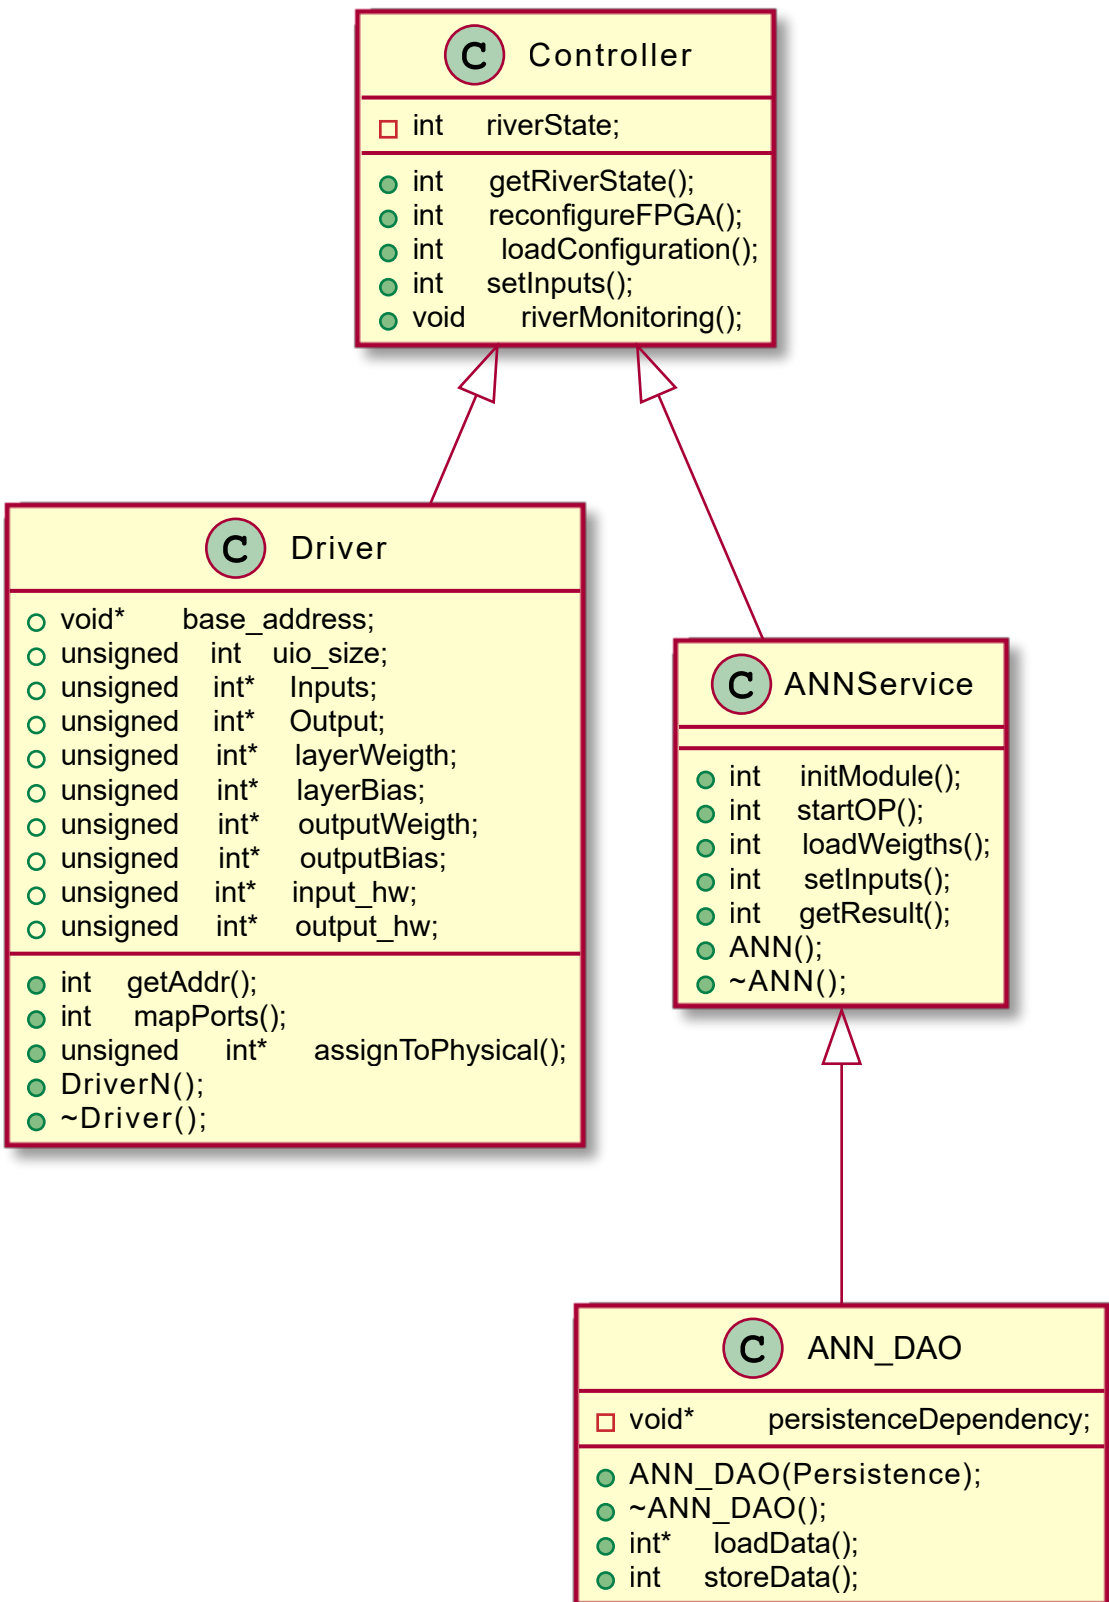 C Controller
int riverState;
int getRiverState();
int reconfigureFPGA();
int loadConfiguration();
int setInputs();
void riverMonitoring();
C Driver
void* base_address;
unsigned int uio_size;
unsigned int* Inputs;
unsigned int* Output;
unsigned int* layerWeigth;
unsigned int* layerBias;
unsigned int* outputWeigth;
unsigned int* outputBias;
unsigned int* input_hw;
unsigned int* output_hw;
int getAddr();
int mapPorts();
unsigned int* assignToPhysical();
DriverN();
~Driver();
C ANNService
int initModule();
int startOP();
int loadWeigths();
int setInputs();
int getResult();
ANN();
~ANN();
C ANN_DAO
void* persistenceDependency;
ANN_DAO(Persistence);
~ANN_DAO();
int* loadData();
int storeData();